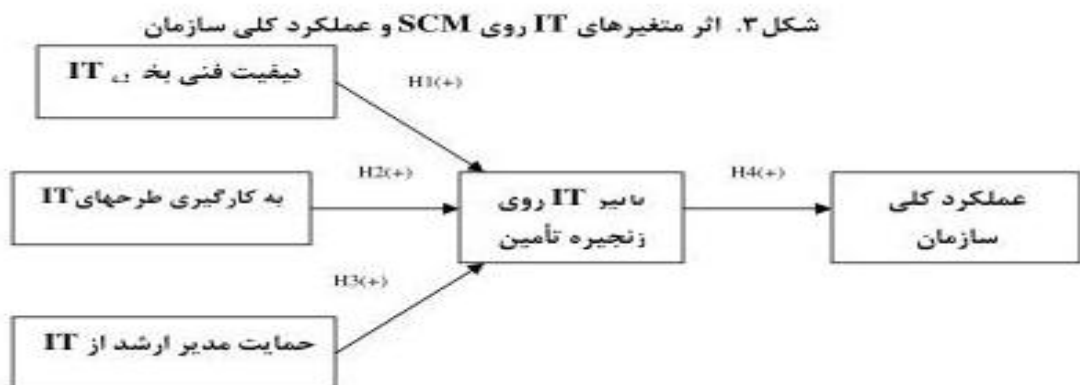 شکل۳. اثر متغیرهای IT روی SCM و عملکرد کلی سازمان
کیفیت فنی IT
H1(+)
به کارگیری طرحهای IT
H2(+)
تاثیر IT روی
زنجیره تأمین
H4(+)
عملکرد کلی
سازمان
H3(+)
حمایت مدیر ارشد از IT